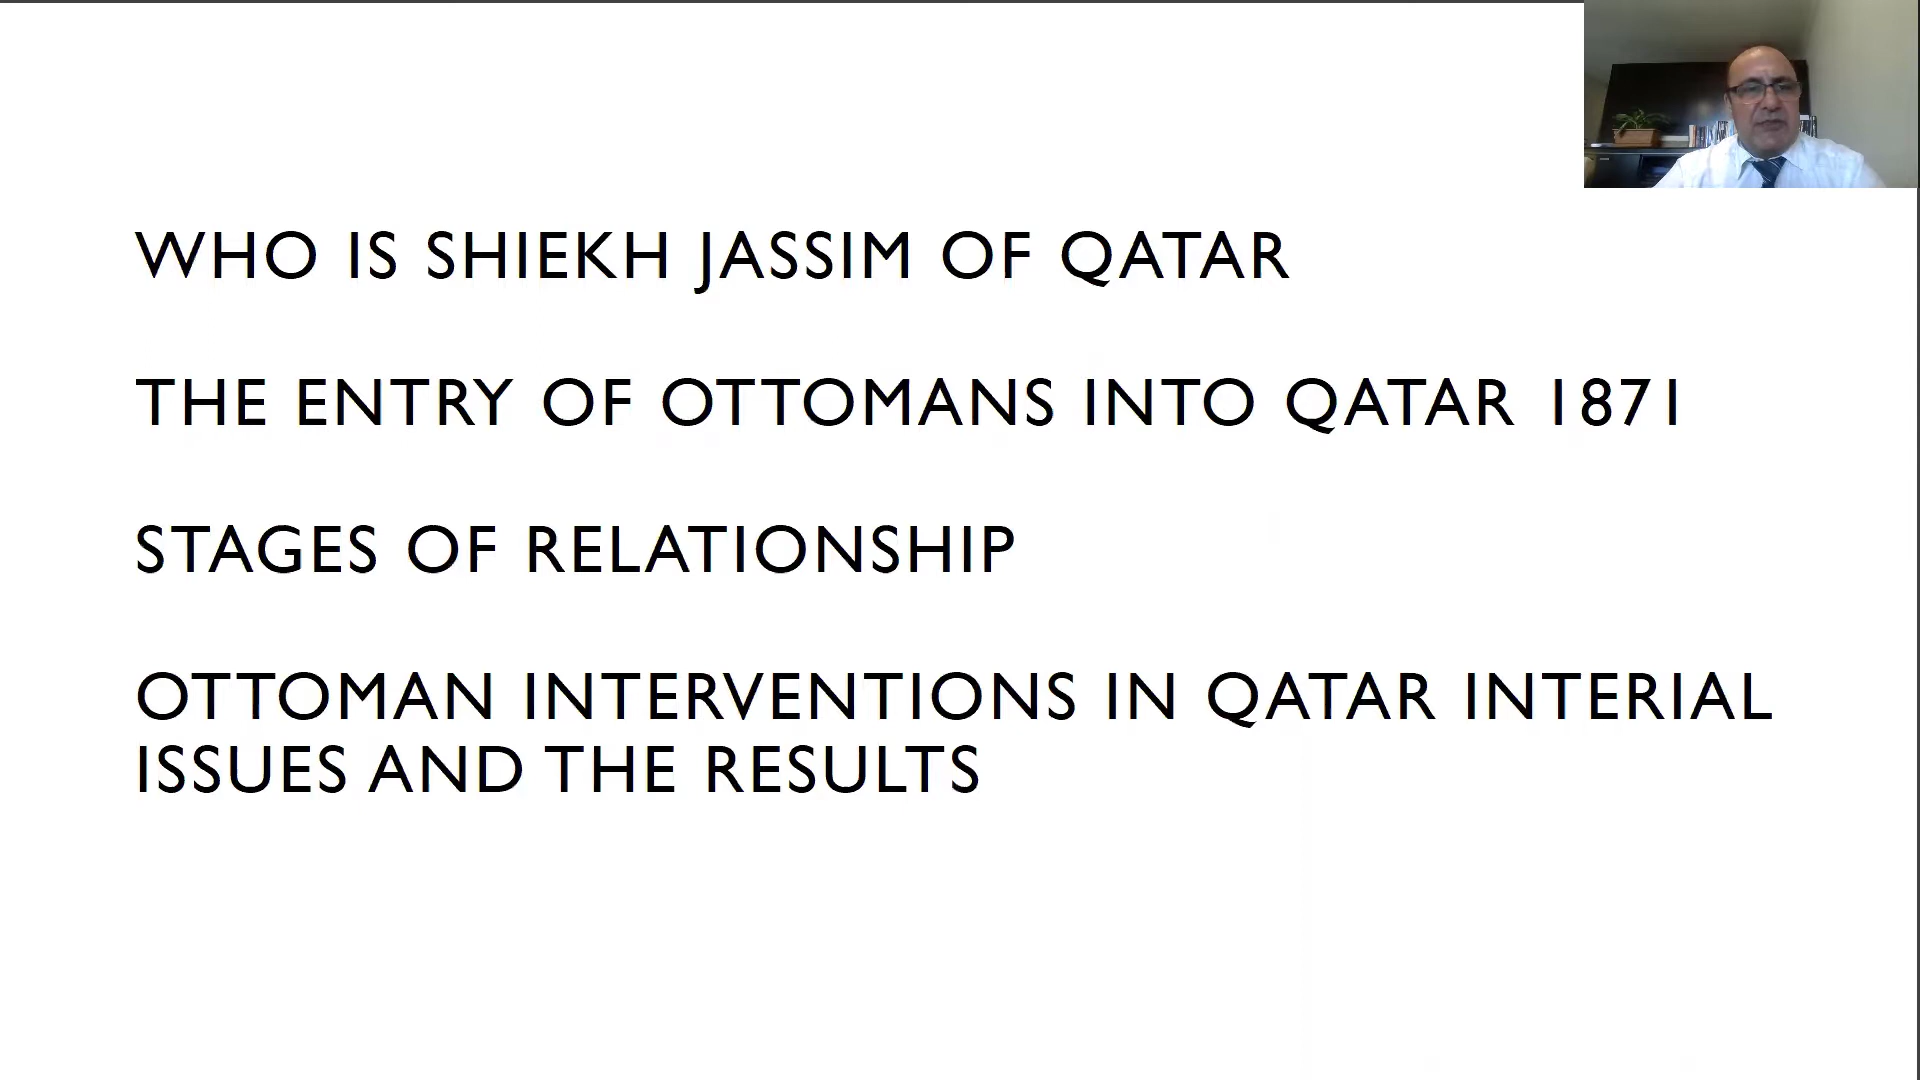 WHO IS SHIEKH JASSIM OF QATAR
THE ENTRY OF OTTOMANS INTO QATAR 1871
STAGES OF RELATIONSHIP
OTTOMAN INTERVENTIONS IN QATAR INTERIAL
ISSUES AND THE RESULTS